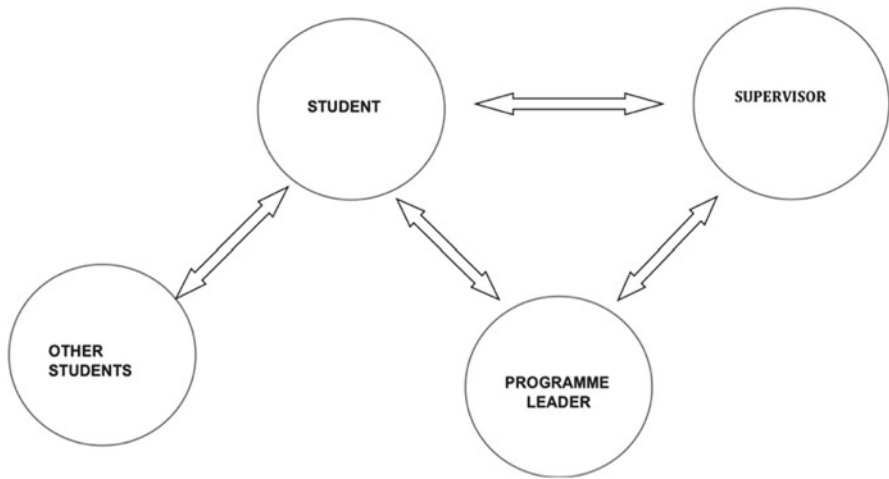 STUDENT
SUPERVISOR
OTHER
STUDENTS
PROGRAMME
LEADER